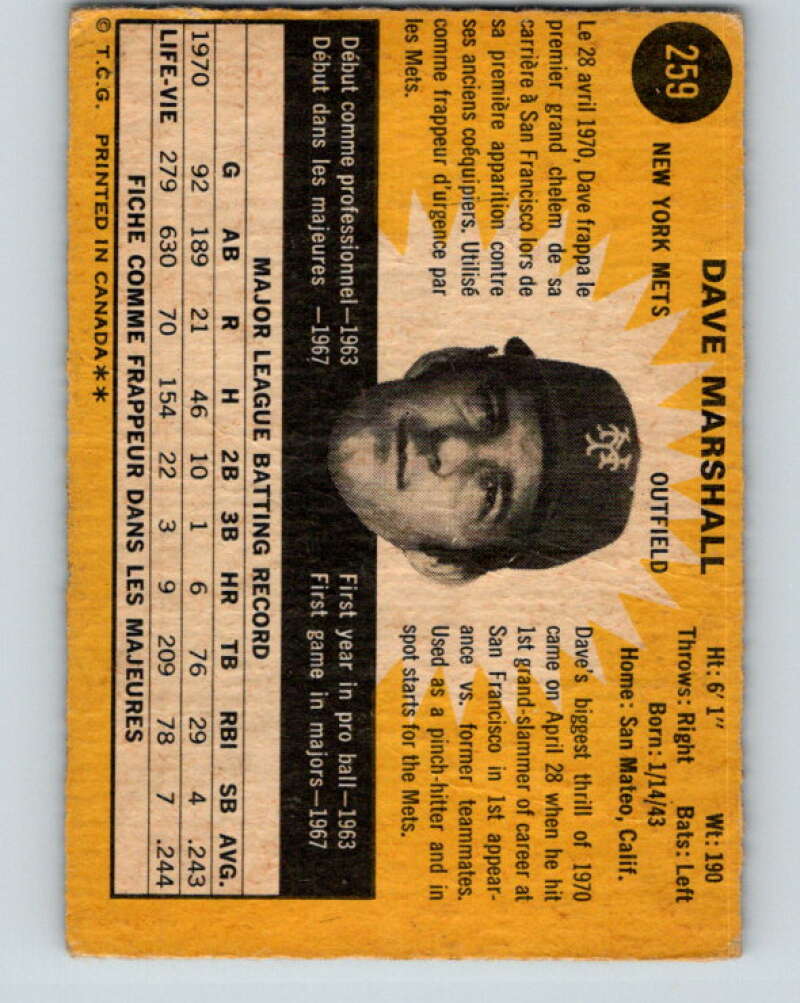 259
DAVE MARSHALL
NEW YORK METS OUTFIELD
Ht: 6' 1" Wt: 190
Throws: Right Bats: Left
Born: 1/14/43
Home: San Mateo, Calif.
Le 28 avril 1970, Dave frappa le
premier grand chelem de sa
carrière à San Francisco lors de
sa première apparition contre
ses anciens coéquipiers. Utilisé
comme frappeur d'urgence par
les Mets.
Dave's biggest thrill of 1970
came on April 28 when he hit
1st grand-slammer of career at
San Francisco in 1st appear-
ance vs. former teammates.
Used as a pinch-hitter and in
spot starts for the Mets.
Début comme professionnel—1963
Début dans les majeures —1967
First year in pro ball—1963
First game in majors—1967
MAJOR LEAGUE BATTING RECORD
G AB R H 2B 3B HR TB RBI SB AVG.
1970 92 189 21 46 10 1 6 76 29 4 .243
LIFE-VIE 279 630 70 154 22 3 9 209 78 7 .244
FICHE COMME FRAPPEUR DANS LES MAJEURES
© T.C.G. PRINTED IN CANADA**